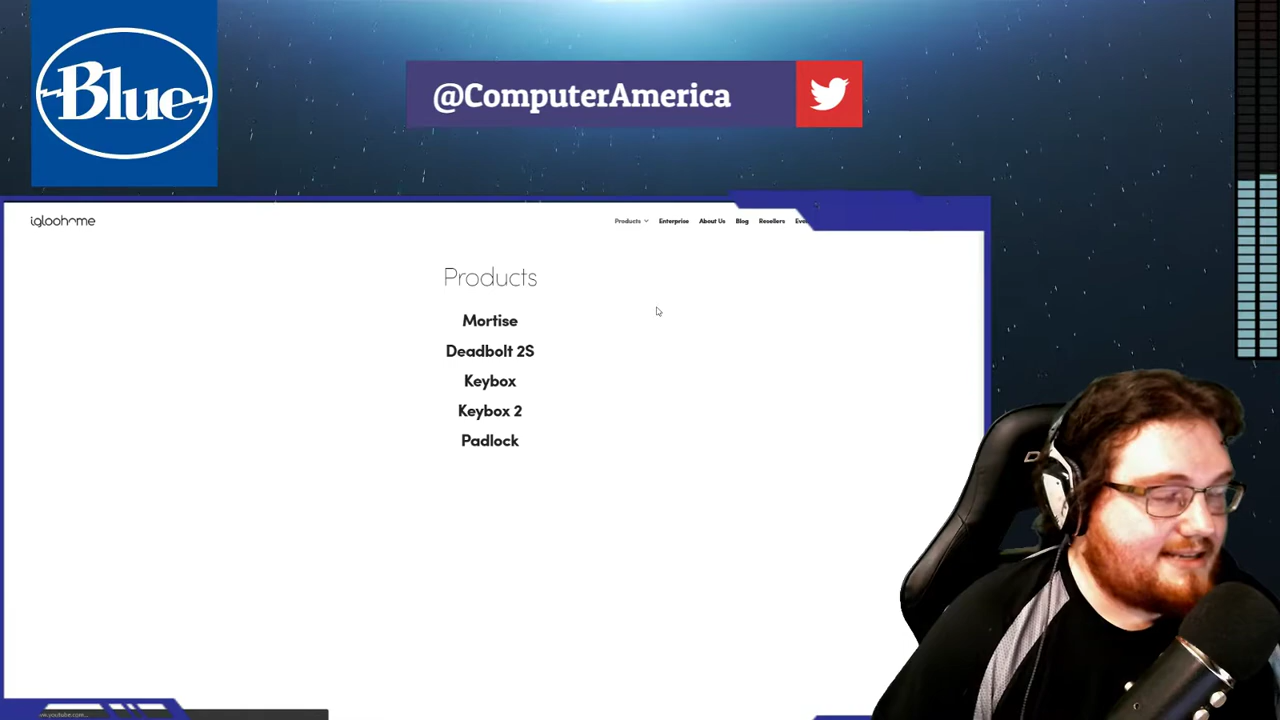 Blue
@ComputerAmerica
igloohome
Products Enterprise About Us Blog Resellers
Products
Mortise
Deadbolt 2S
Keybox
Keybox 2
Padlock